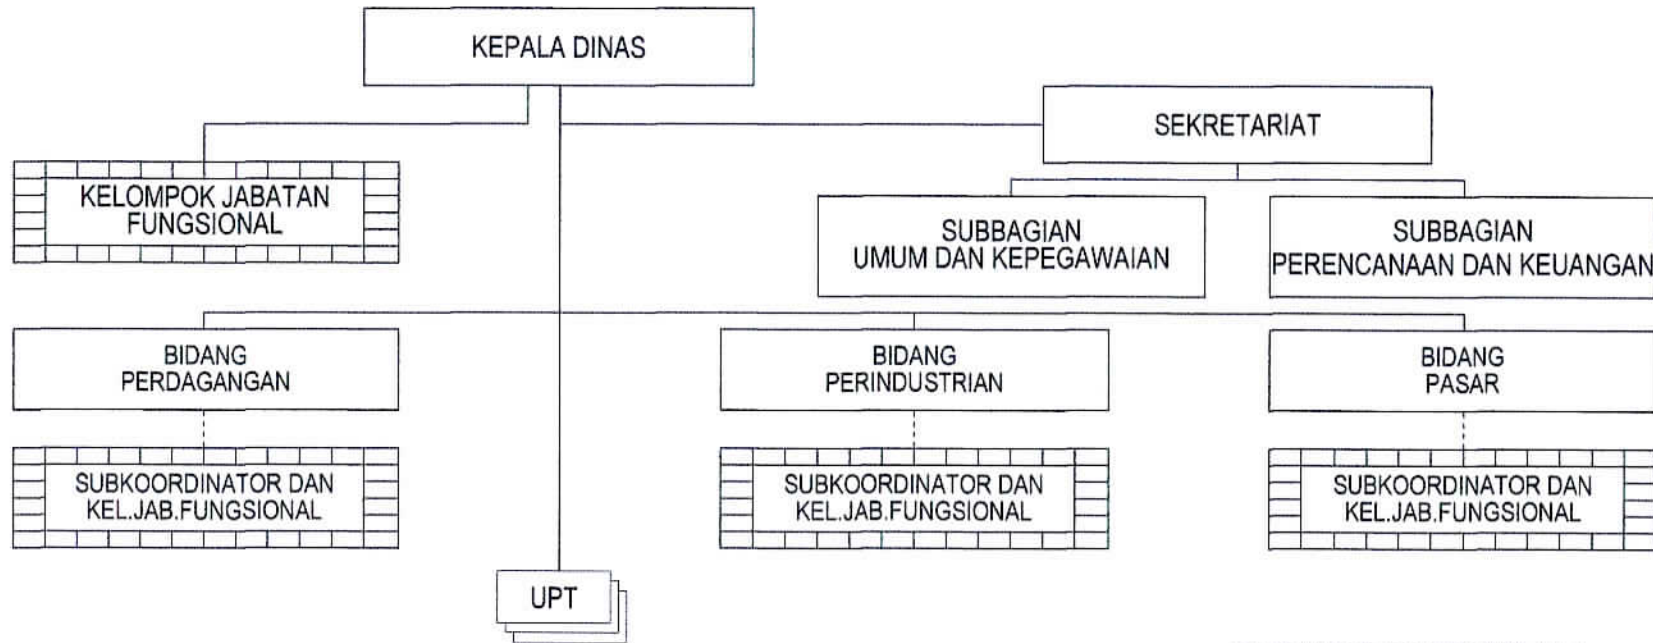 KEPALA DINAS
SEKRETARIAT
KELOMPOK JABATAN
FUNGSIONAL
SUBBAGIAN
UMUM DAN KEPEGAWAIAN
SUBBAGIAN
PERENCANAAN DAN KEUANGAN
BIDANG
PERDAGANGAN
BIDANG
PERINDUSTRIAN
BIDANG
PASAR
SUBKOORDINATOR DAN
KEL.JAB.FUNGSIONAL
SUBKOORDINATOR DAN
KEL.JAB.FUNGSIONAL
SUBKOORDINATOR DAN
KEL.JAB.FUNGSIONAL
UPT